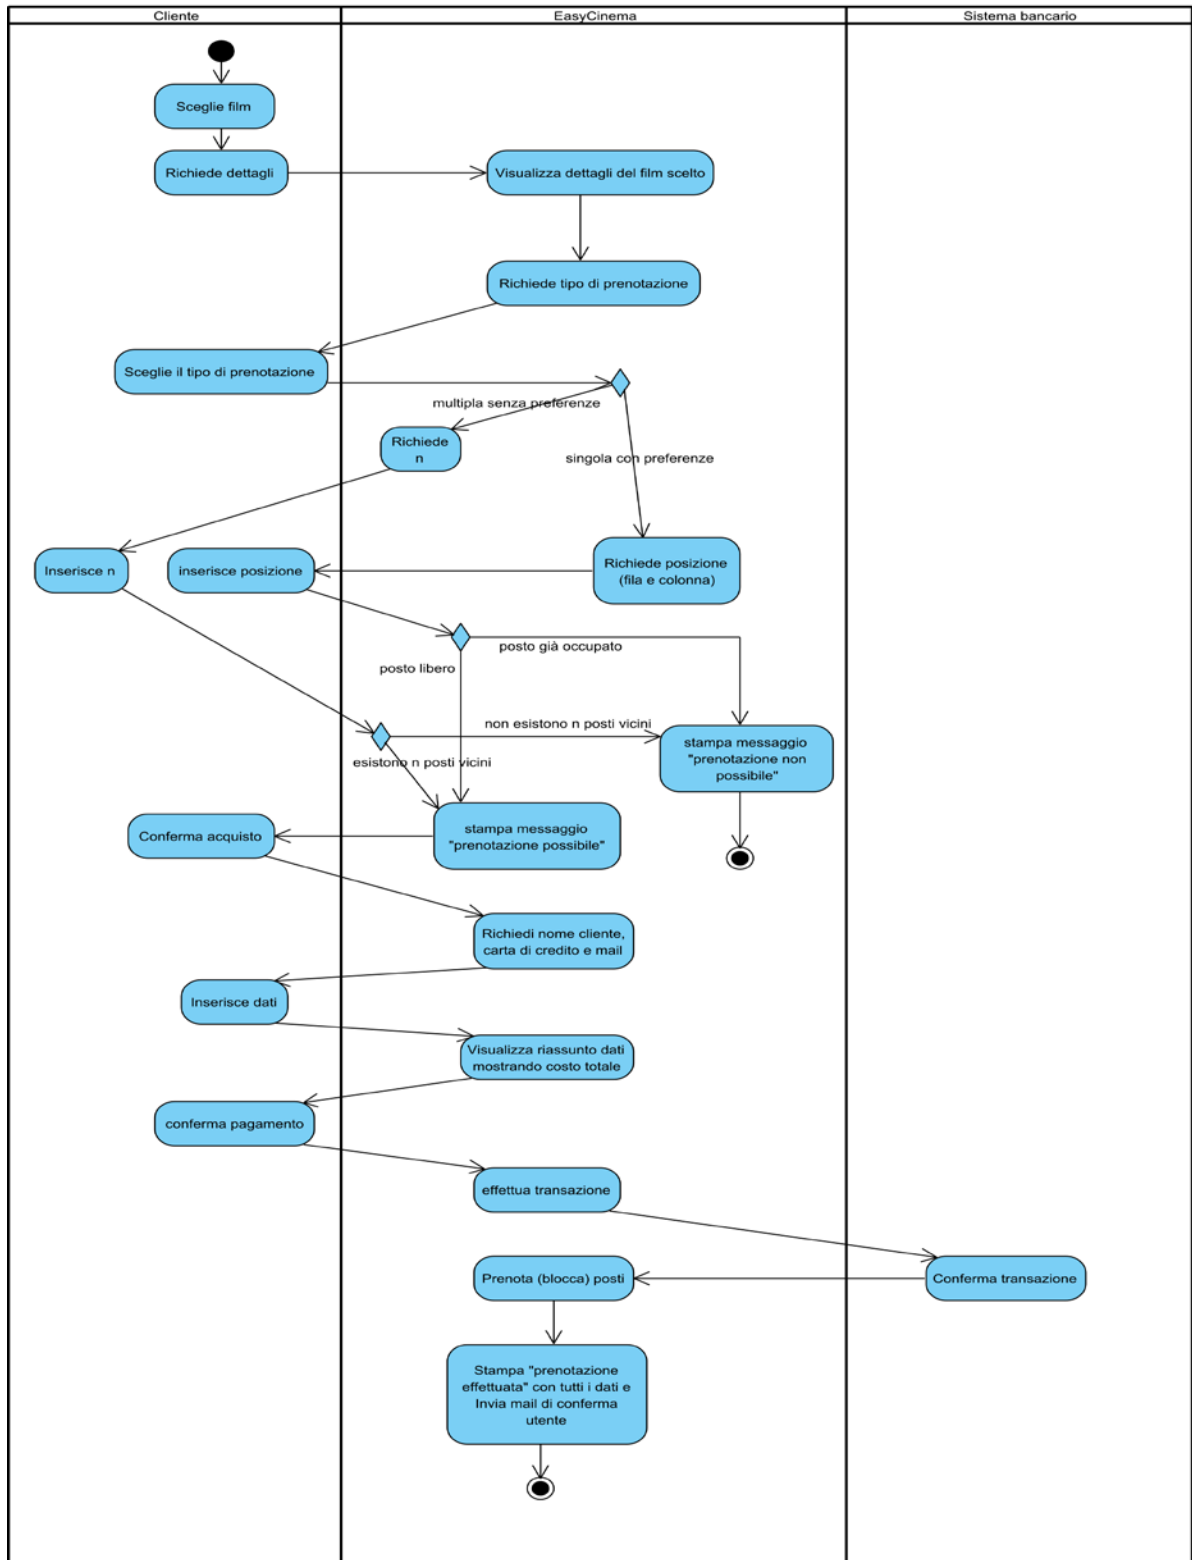 Cliente
EasyCinema
Sistema bancario
Sceglie film
Richiede dettagli
Visualizza dettagli del film scelto
Richiede tipo di prenotazione
Sceglie il tipo di prenotazione
multipla senza preferenze
Richiede
n
singola con preferenze
Inserisce n
inserisce posizione
Richiede posizione
(fila e colonna)
posto già occupato
posto libero
non esistono n posti vicini
esistono n posti vicini
stampa messaggio
"prenotazione non
possibile"
Conferma acquisto
stampa messaggio
"prenotazione possibile"
Richiedi nome cliente,
carta di credito e mail
Inserisce dati
Visualizza riassunto dati
mostrando costo totale
conferma pagamento
effettua transazione
Prenota (blocca) posti
Conferma transazione
Stampa "prenotazione
effettuata" con tutti i dati e
Invia mail di conferma
utente